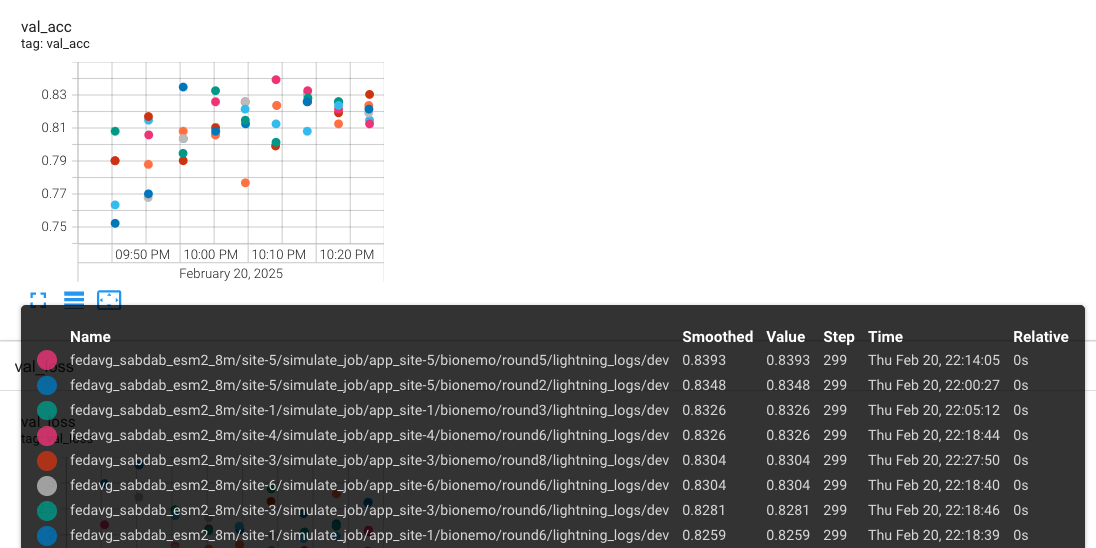 val_acc
tag: val_acc
0.83
0.81
0.79
0.77
0.75
09:50 PM 10:00 PM 10:10 PM 10:20 PM
February 20, 2025
Name Smoothed Value Step Time Relative
fedavg_sabdab_esm2_8m/site-5/simulate_job/app_site-5/bionemo/round5/lightning_logs/dev 0.8393 0.8393 299 Thu Feb 20, 22:14:05 0s
val_loss
fedavg_sabdab_esm2_8m/site-5/simulate_job/app_site-5/bionemo/round2/lightning_logs/dev 0.8348 0.8348 299 Thu Feb 20, 22:00:27 0s
fedavg_sabdab_esm2_8m/site-1/simulate_job/app_site-1/bionemo/round3/lightning_logs/dev 0.8326 0.8326 299 Thu Feb 20, 22:05:12 0s
val_loss
fedavg_sabdab_esm2_8m/site-4/simulate_job/app_site-4/bionemo/round6/lightning_logs/dev 0.8326 0.8326 299 Thu Feb 20, 22:18:44 0s
tag: val_loss
fedavg_sabdab_esm2_8m/site-3/simulate_job/app_site-3/bionemo/round8/lightning_logs/dev 0.8304 0.8304 299 Thu Feb 20, 22:27:50 0s
fedavg_sabdab_esm2_8m/site-6/simulate_job/app_site-6/bionemo/round6/lightning_logs/dev 0.8304 0.8304 299 Thu Feb 20, 22:18:40 0s
fedavg_sabdab_esm2_8m/site-3/simulate_job/app_site-3/bionemo/round6/lightning_logs/dev 0.8281 0.8281 299 Thu Feb 20, 22:18:46 0s
fedavg_sabdab_esm2_8m/site-1/simulate_job/app_site-1/bionemo/round6/lightning_logs/dev 0.8259 0.8259 299 Thu Feb 20, 22:18:39 0s